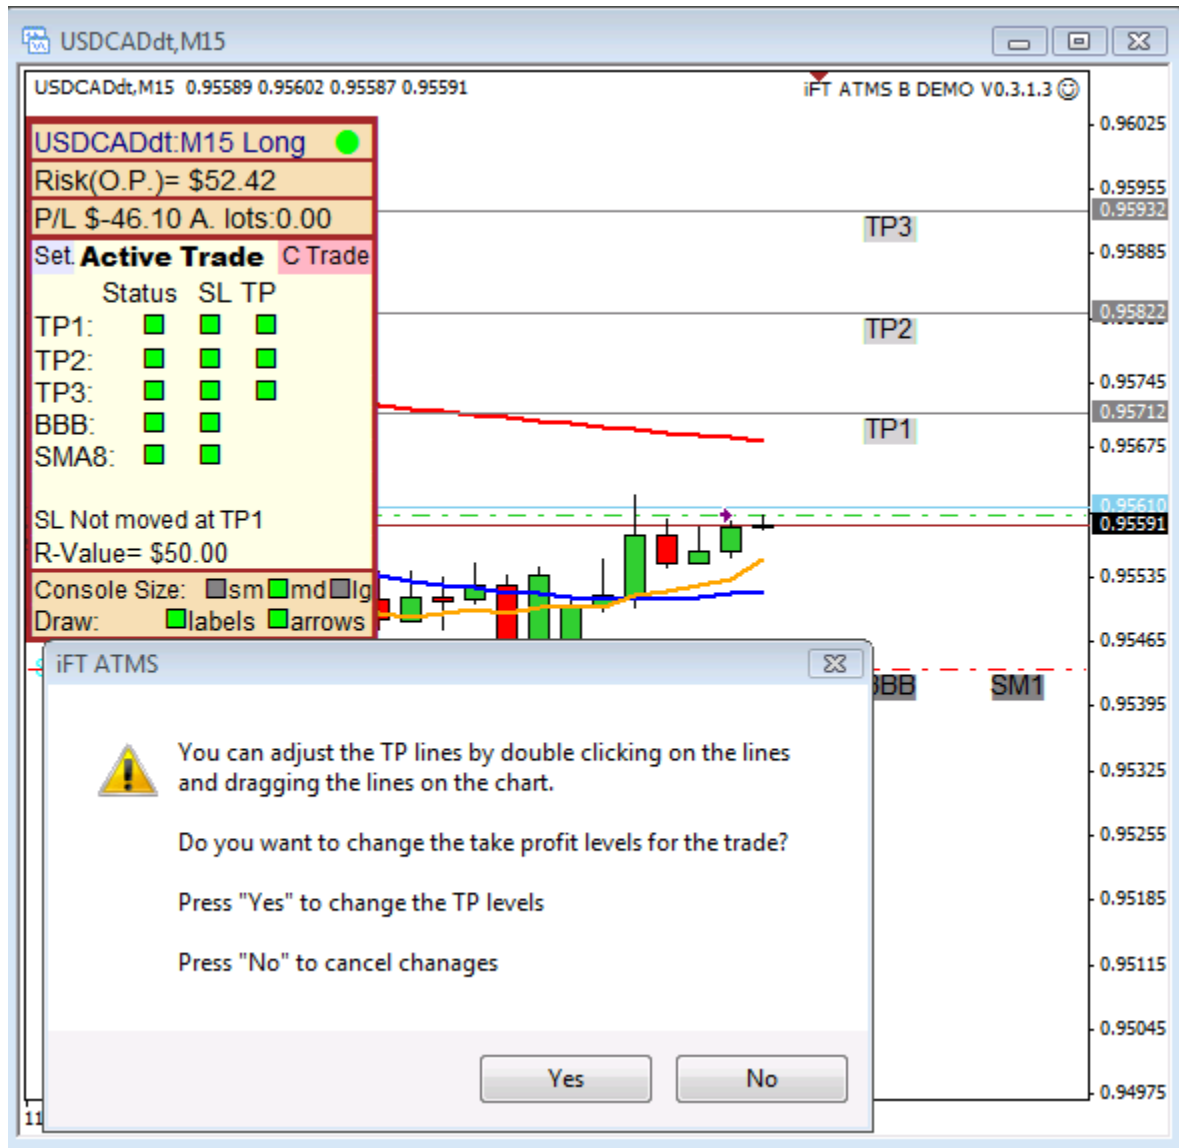 USDCADdt,M15
USDCADdt,M15 0.95589 0.95602 0.95587 0.95591
iFT ATMS B DEMO V0.3.1.3
USDCADdt:M15 Long
Risk(O.P.)= $52.42
P/L $-46.10 A. lots:0.00
Set. Active Trade C Trade
Status SL TP
TP1:
TP2:
TP3:
BBB:
SMA8:
SL Not moved at TP1
R-Value= $50.00
Console Size: sm md lg
Draw: labels arrows
TP3
TP2
TP1
SM1
0.96025
0.95955
0.95932
0.95885
0.95822
0.95745
0.95712
0.95675
0.95610
0.95591
0.95535
0.95465
0.95395
0.95325
0.95255
0.95185
0.95115
0.95045
0.94975
iFT ATMS
You can adjust the TP lines by double clicking on the lines
and dragging the lines on the chart.
Do you want to change the take profit levels for the trade?
Press "Yes" to change the TP levels
Press "No" to cancel chanages
Yes
No